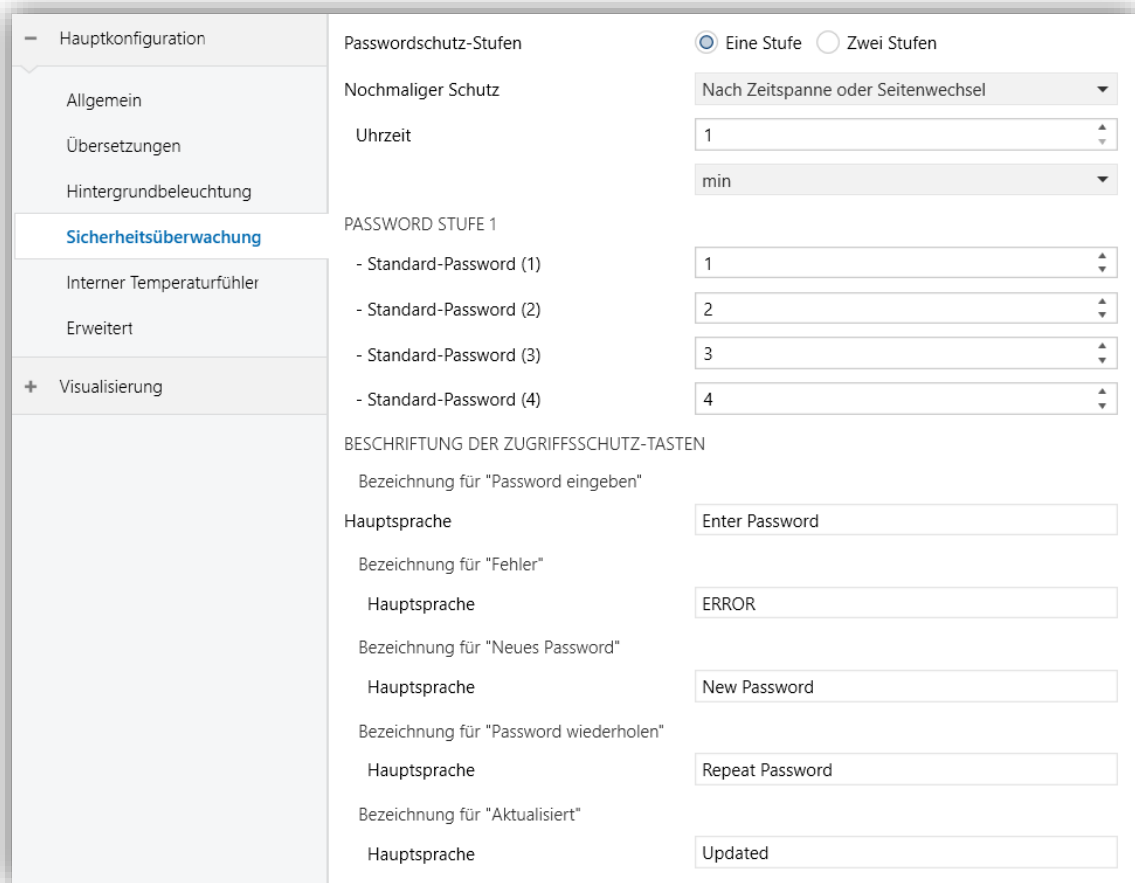 Hauptkonfiguration
Allgemein
Übersetzungen
Hintergrundbeleuchtung
Sicherheitsüberwachung
Interner Temperaturfühler
Erweitert
Visualisierung
Passwordschutz-Stufen Eine Stufe Zwei Stufen
Nochmaliger Schutz Nach Zeitspanne oder Seitenwechsel
Uhrzeit 1
min
PASSWORD STUFE 1
- Standard-Password (1) 1
- Standard-Password (2) 2
- Standard-Password (3) 3
- Standard-Password (4) 4
BESCHRIFTUNG DER ZUGRIFFSSCHUTZ-TASTEN
Bezeichnung für "Password eingeben"
Hauptsprache Enter Password
Bezeichnung für "Fehler"
Hauptsprache ERROR
Bezeichnung für "Neues Password"
Hauptsprache New Password
Bezeichnung für "Password wiederholen"
Hauptsprache Repeat Password
Bezeichnung für "Aktualisiert"
Hauptsprache Updated